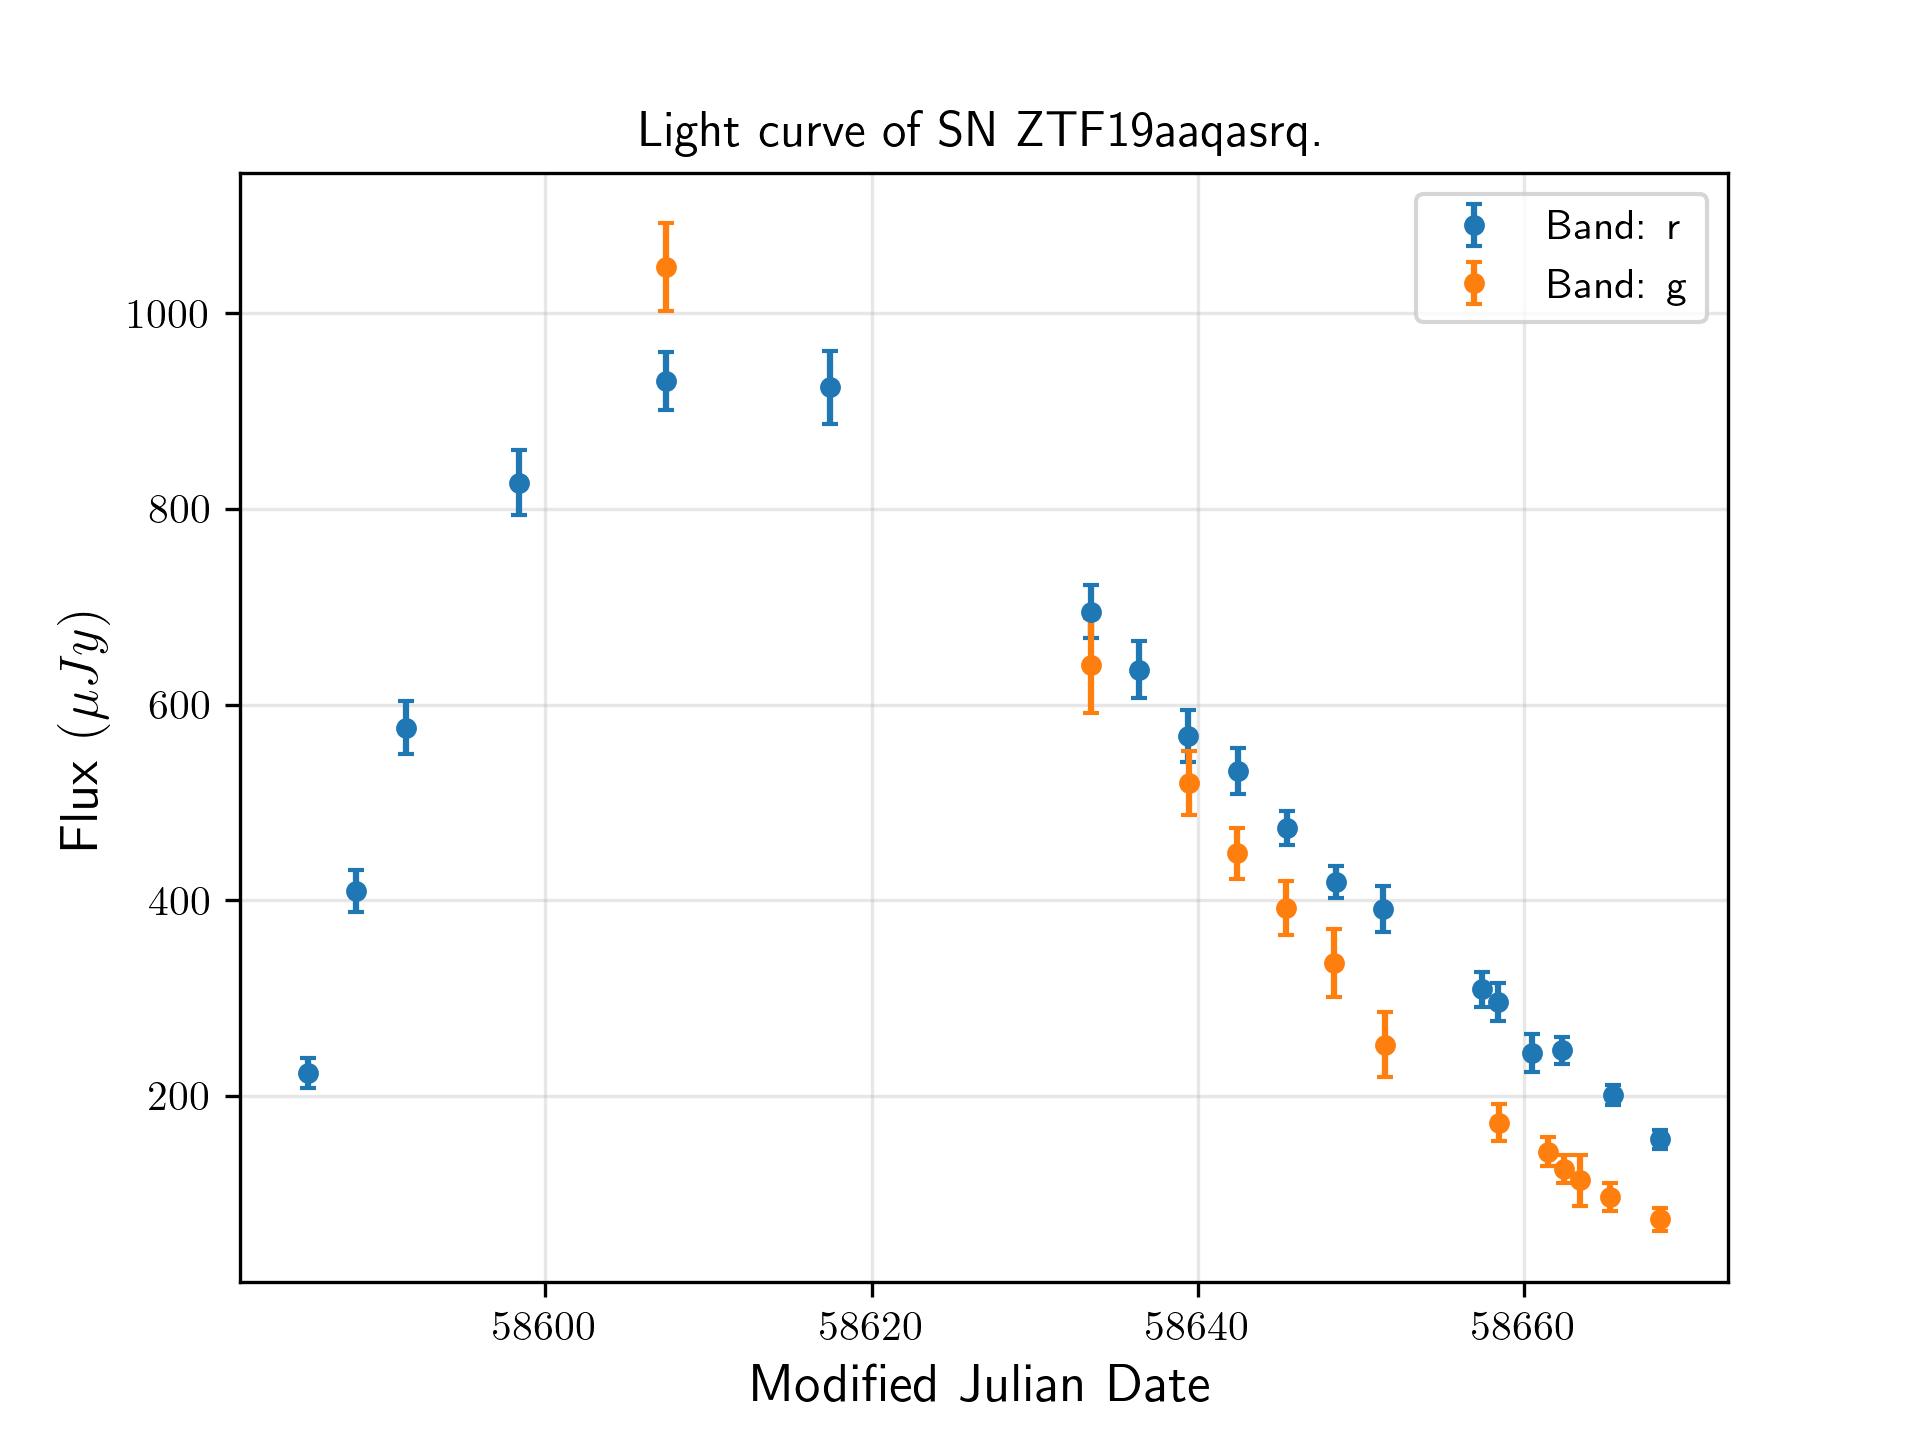 Light curve of SN ZTF19aaqasrq.
Band: r
Band: g
1000
800
600
400
200
Flux (μJy)
58600 58620 58640 58660
Modified Julian Date